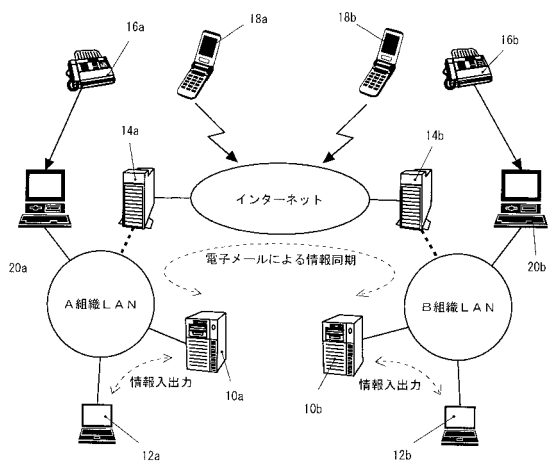 16a
18a
18b
16b
14a
14b
インターネット
20a
20b
電子メールによる情報同期
A組織LAN
B組織LAN
情報入出力
10a
10b
情報入出力
12a
12b